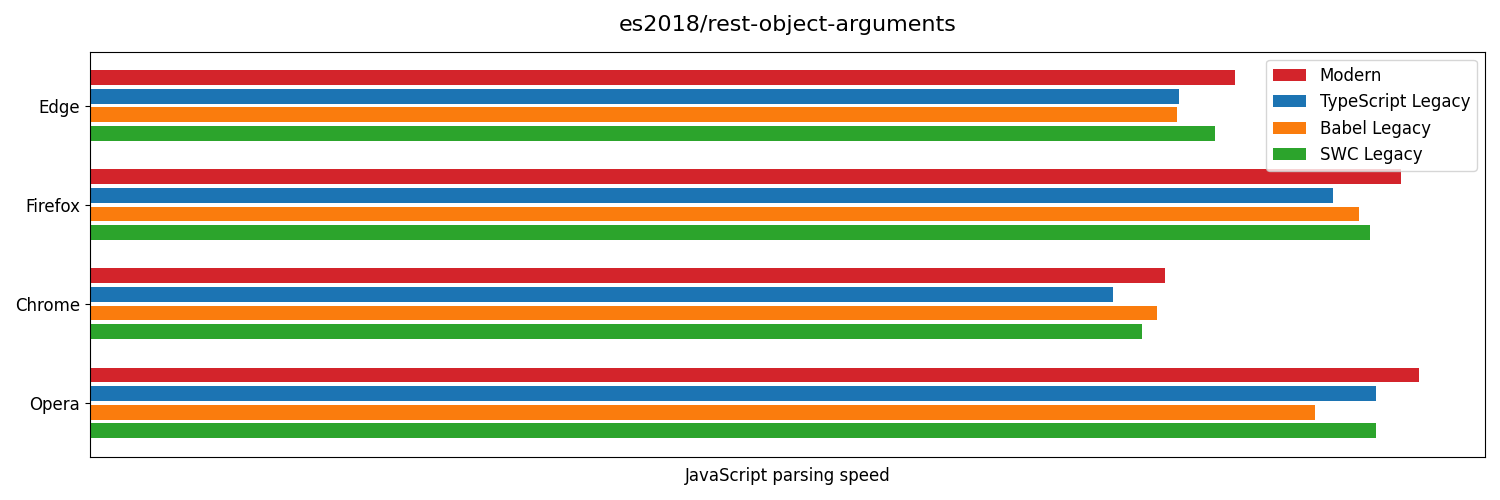 es2018/rest-object-arguments
Modern
TypeScript Legacy
Babel Legacy
SWC Legacy
Edge
Firefox
Chrome
Opera
JavaScript parsing speed